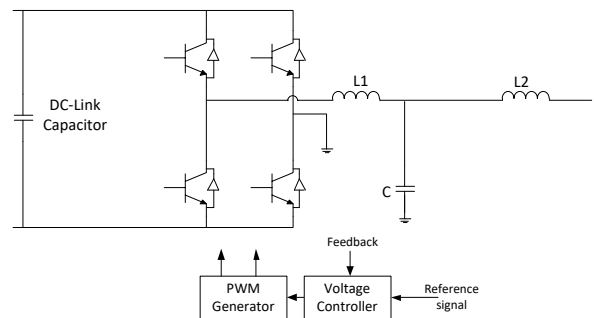 L1
L2
DC-Link
Capacitor
C
Feedback
PWM
Generator
Voltage
Controller
Reference
signal